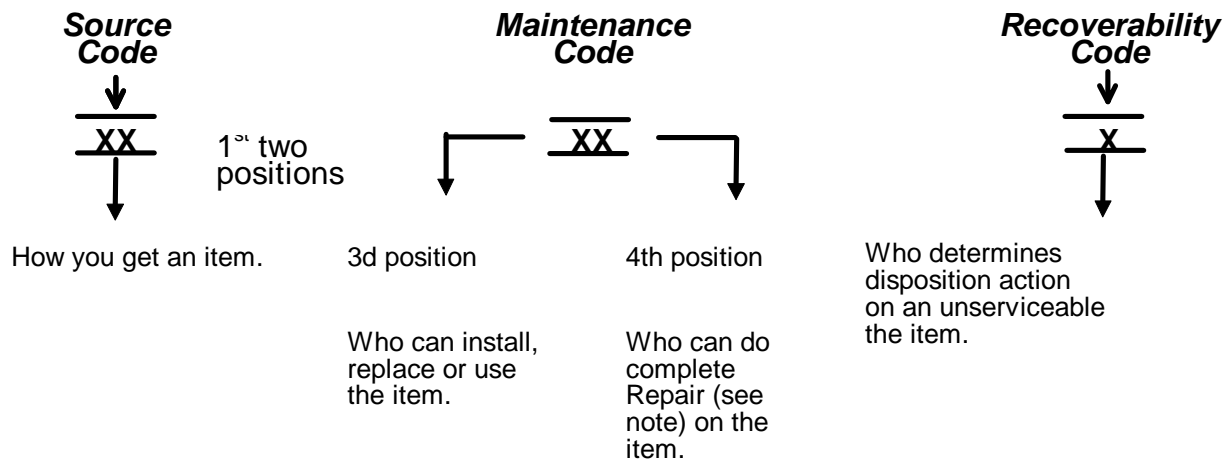 Source
Code
XX
1st two
positions
How you get an item.
Maintenance
Code
XX
3d position
Who can install,
replace or use
the item.
4th position
Who can do
complete
Repair (see
note) on the
item.
Recoverability
Code
X
Who determines
disposition action
on an unserviceable
the item.